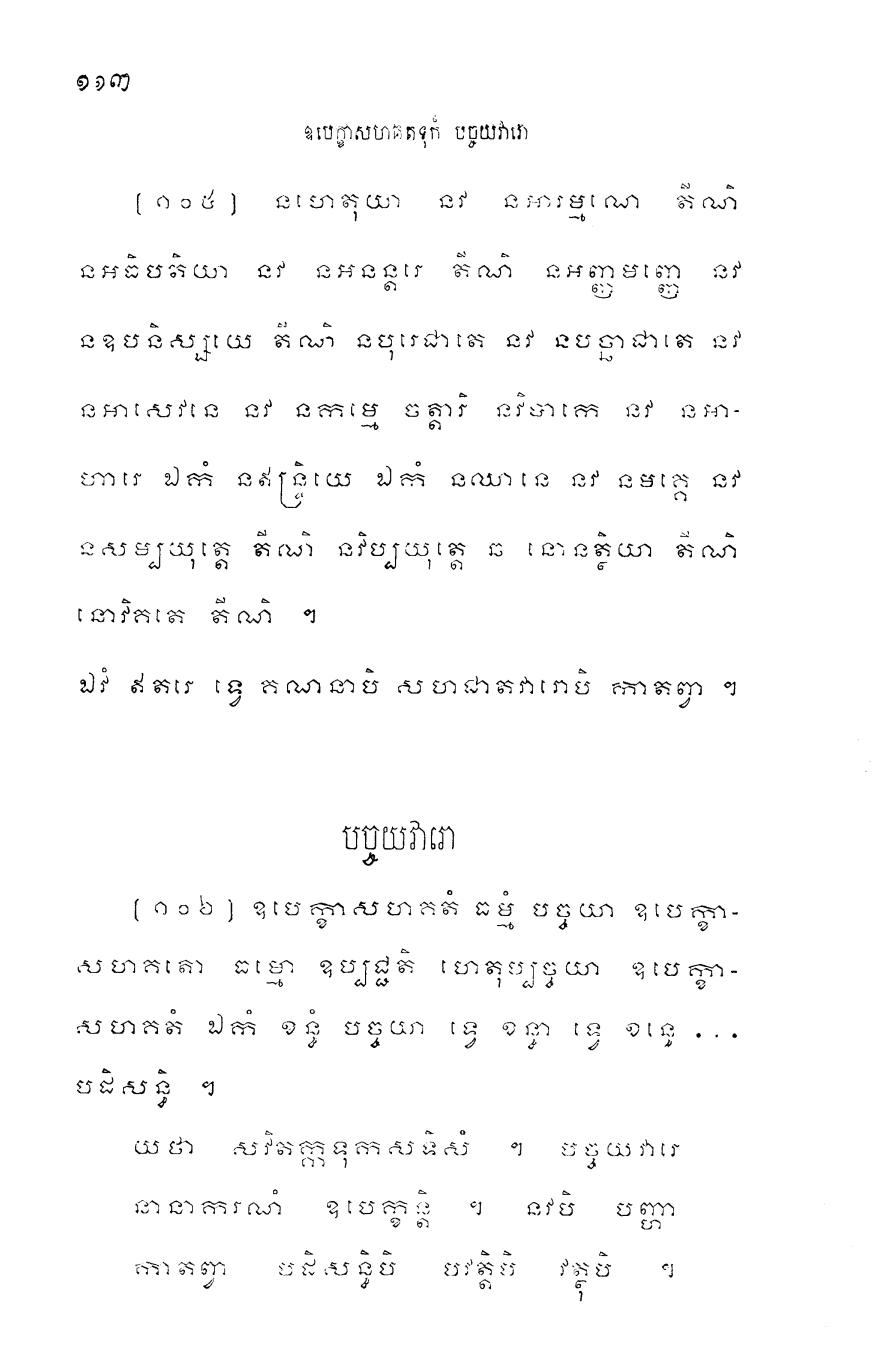 ១១៣
ឧបេក្ខាសហគតទុកំ បច្ចយវារោ
[១០៥] នហេតុយា នវ នអារម្មណេ តីណិ
នអធិបតិយា នវ នអនន្តរេ តីណិ នអញ្ញមញ្ញេ នវ
នឧបនិស្សយេ តីណិ នបុរេជាតេ នវ នបច្ឆាជាតេ នវ
នអាសេវនេ នវ នកម្មេ ចត្តារិ នវិបាកេ នវ នអា-
ហារេ ឯកំ នឥន្ទ្រិយេ ឯកំ នឈានេ នវ នមគ្គេ នវ
នសម្បយុត្តេ តីណិ នវិប្បយុត្តេ ឆ នោនត្ថិយា តីណិ
នោវិគតេ តីណិ ។
ឯវំ ឥតរេ ទ្វេ គណនាបិ សហជាតវារោបិ កាតព្វា ។
បច្ចយវារោ
[១០៦] ឧបេក្ខាសហគតំ ធម្មំ បច្ចយា ឧបេក្ខា-
សហគតោ ធម្មោ ឧប្បជ្ជតិ ហេតុប្បច្ចយា ឧបេក្ខា-
សហគតំ ឯកំ ខន្ធំ បច្ចយា ទ្វេ ខន្ធា ទ្វេ ខន្ធេ ...
បដិសន្ធិ ។
យថា សវិតក្កទុកសទិសំ ។ បច្ចយវារេ
នានាករណំ ឧបេក្ខន្តិ ។ នវបិ បញ្ហា
កាតព្វា បដិសន្ធិបិ បវត្តិបិ វត្ថុបិ ។